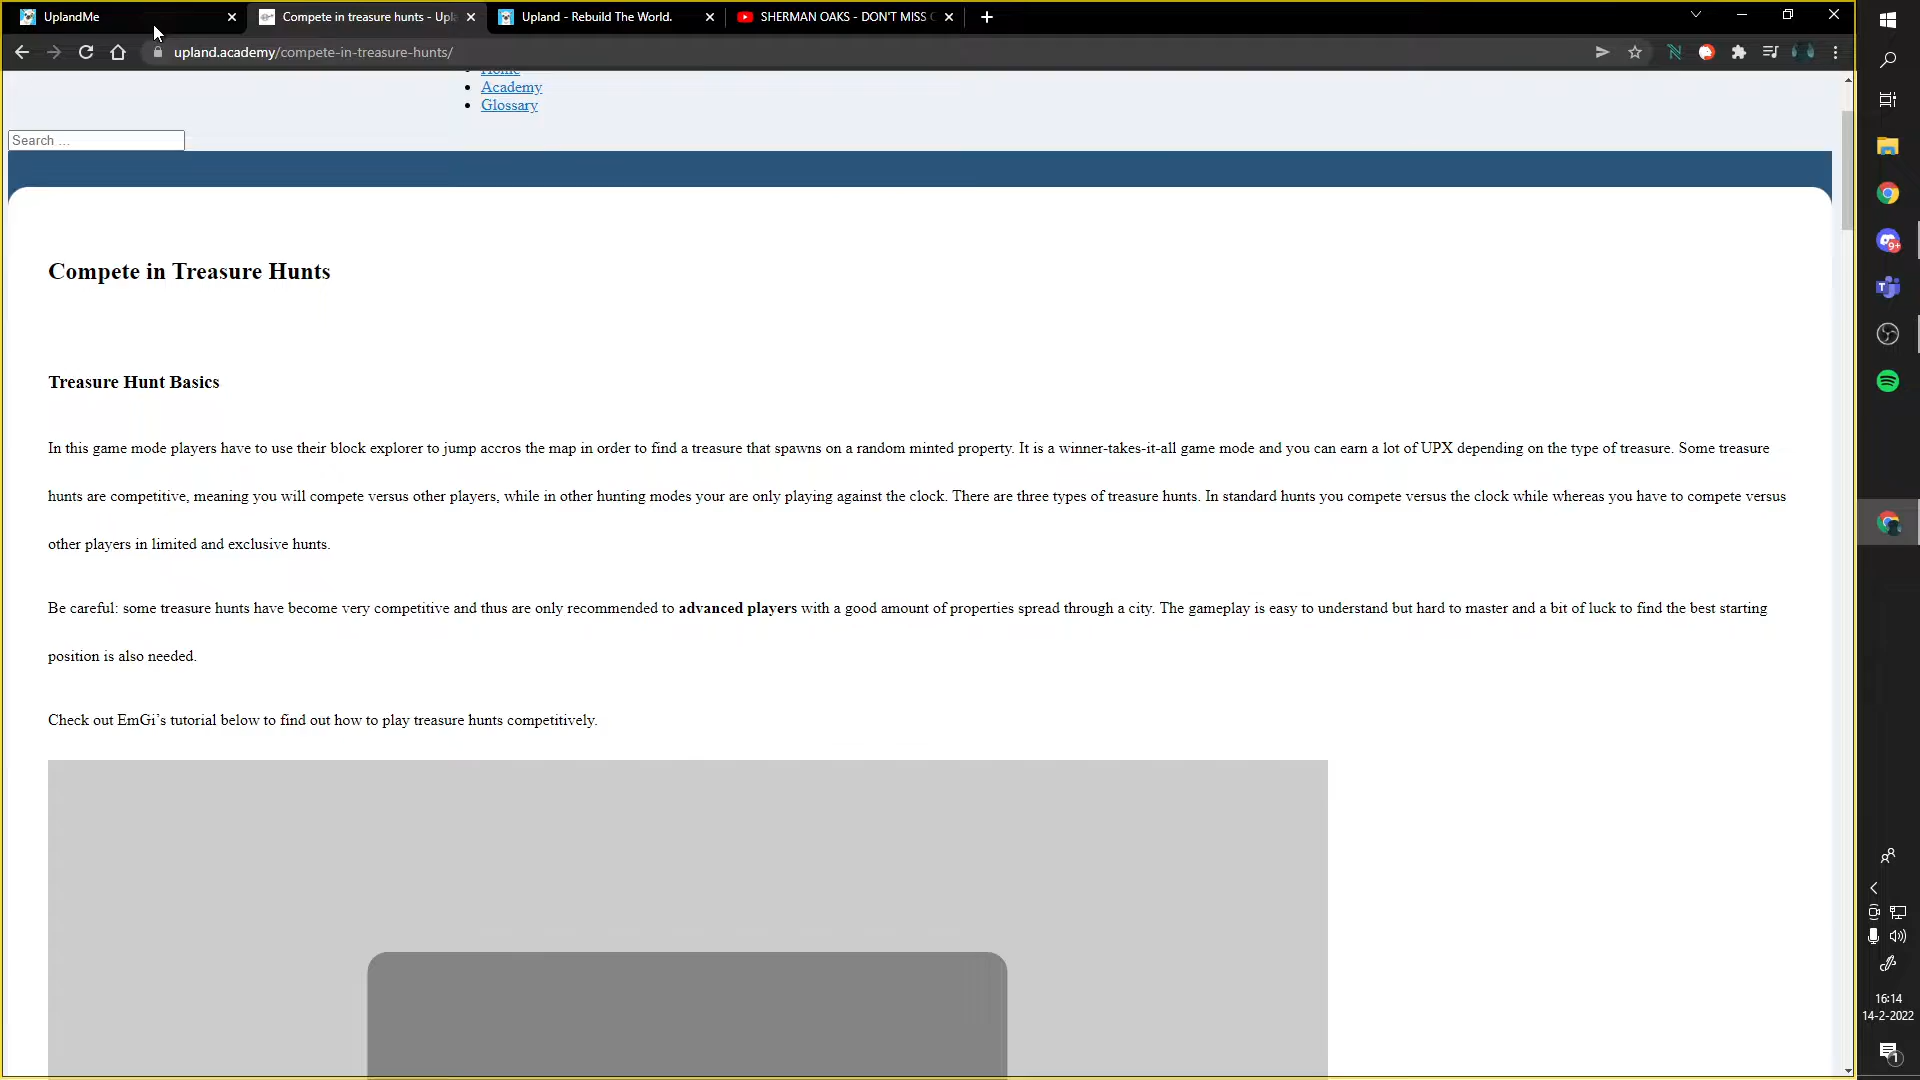 UplandMe
Compete in treasure hunts - Upl
Upland - Rebuild The World.
SHERMAN OAKS - DON'T MISS
upland.academy/compete-in-treasure-hunts/
Home
Academy
Glossary
Search ...
Compete in Treasure Hunts
Treasure Hunt Basics
In this game mode players have to use their block explorer to jump accros the map in order to find a treasure that spawns on a random minted property. It is a winner-takes-it-all game mode and you can earn a lot of UPX depending on the type of treasure. Some treasure
hunts are competitive, meaning you will compete versus other players, while in other hunting modes your are only playing against the clock. There are three types of treasure hunts. In standard hunts you compete versus the clock while whereas you have to compete versus
other players in limited and exclusive hunts.
Be careful: some treasure hunts have become very competitive and thus are only recommended to advanced players with a good amount of properties spread through a city. The gameplay is easy to understand but hard to master and a bit of luck to find the best starting
position is also needed.
Check out EmGi’s tutorial below to find out how to play treasure hunts competitively.
9+
T
16:14
14-2-2022
1